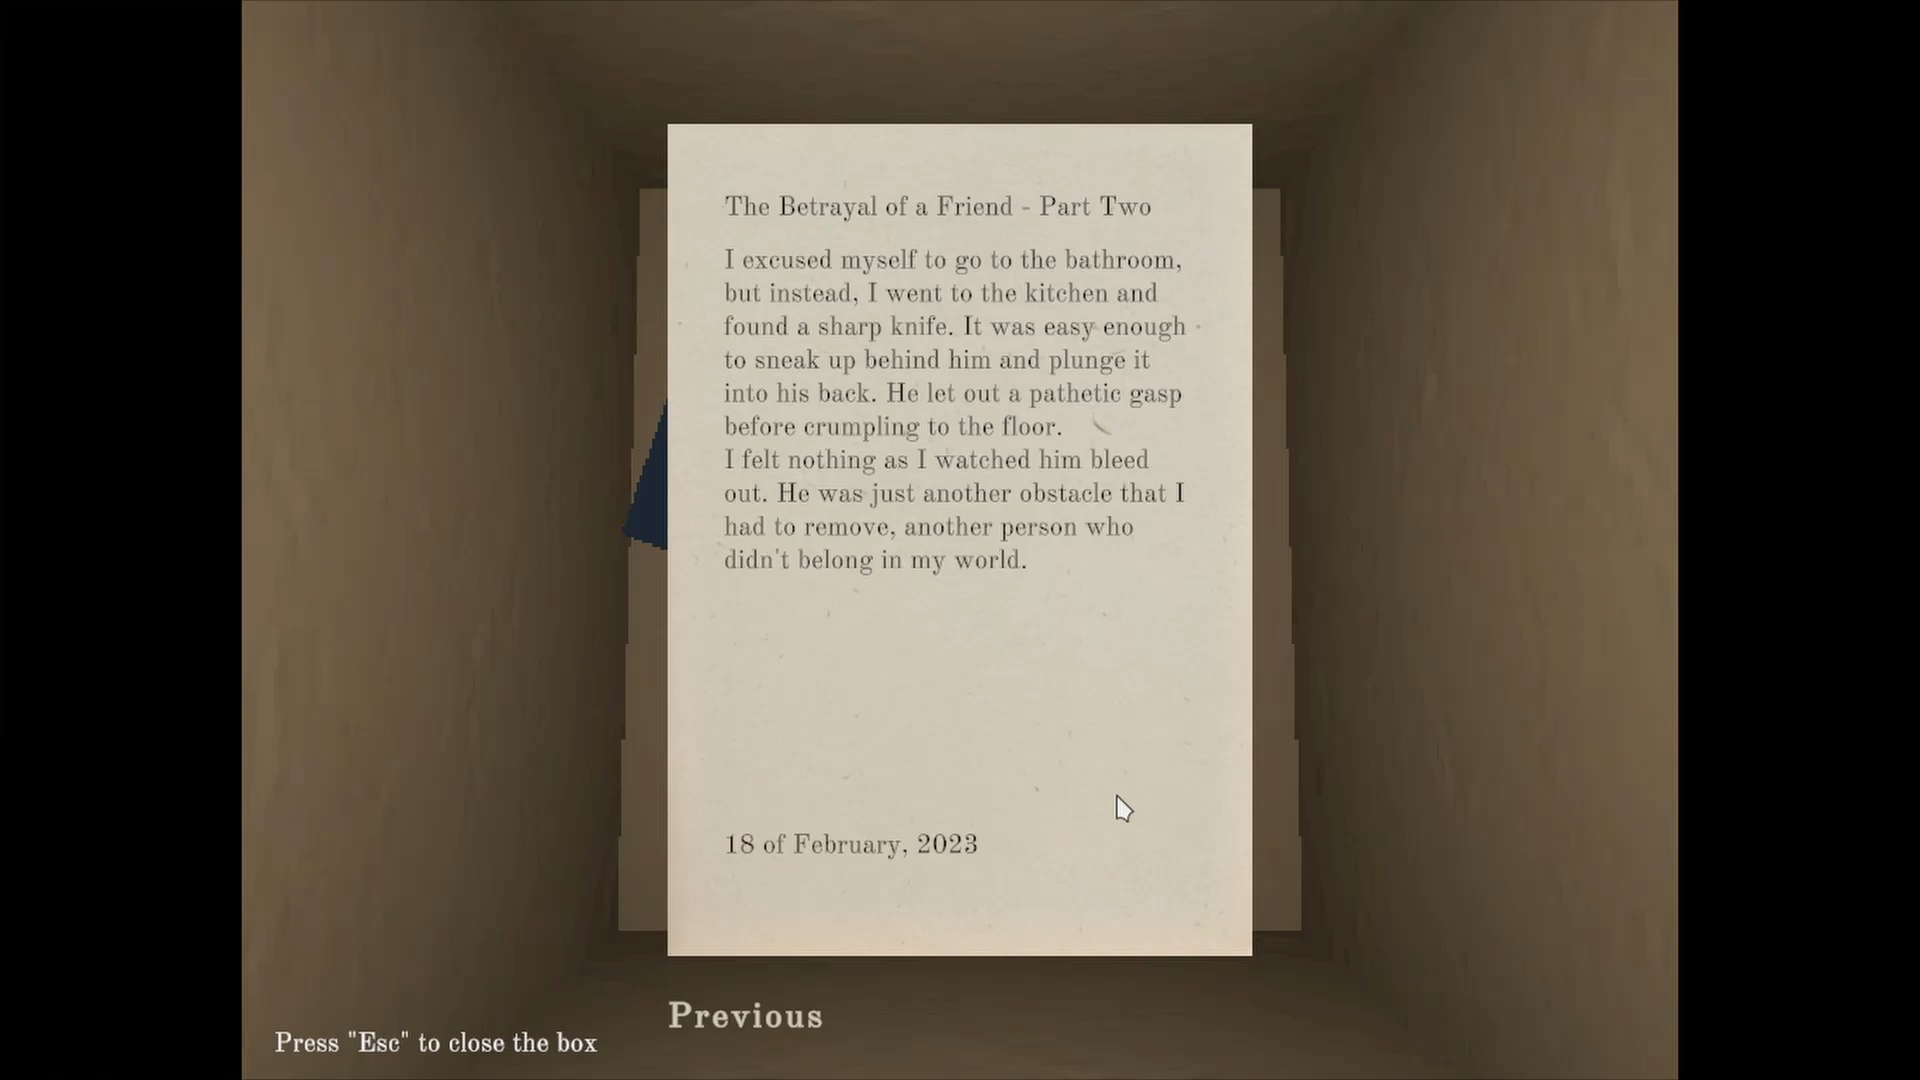 The Betrayal of a Friend - Part Two
I excused myself to go to the bathroom,
but instead, I went to the kitchen and
found a sharp knife. It was easy enough
to sneak up behind him and plunge it
into his back. He let out a pathetic gasp
before crumpling to the floor.
I felt nothing as I watched him bleed
out. He was just another obstacle that I
had to remove, another person who
didn't belong in my world.
18 of February, 2023
Previous
Press "Esc" to close the box